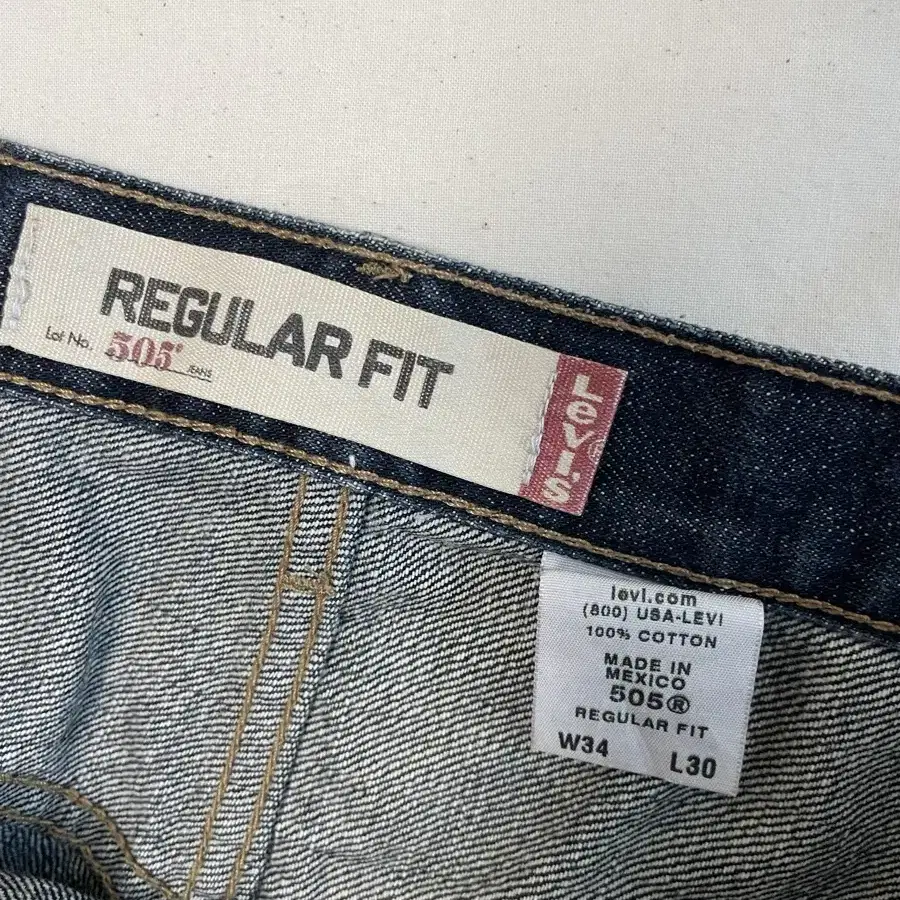 REGULAR FIT
Lot No. 505® JEANS
LEVI'S®
levi.com
(800) USA-LEVI
100% COTTON
MADE IN
MEXICO
505®
REGULAR FIT
W34 L30